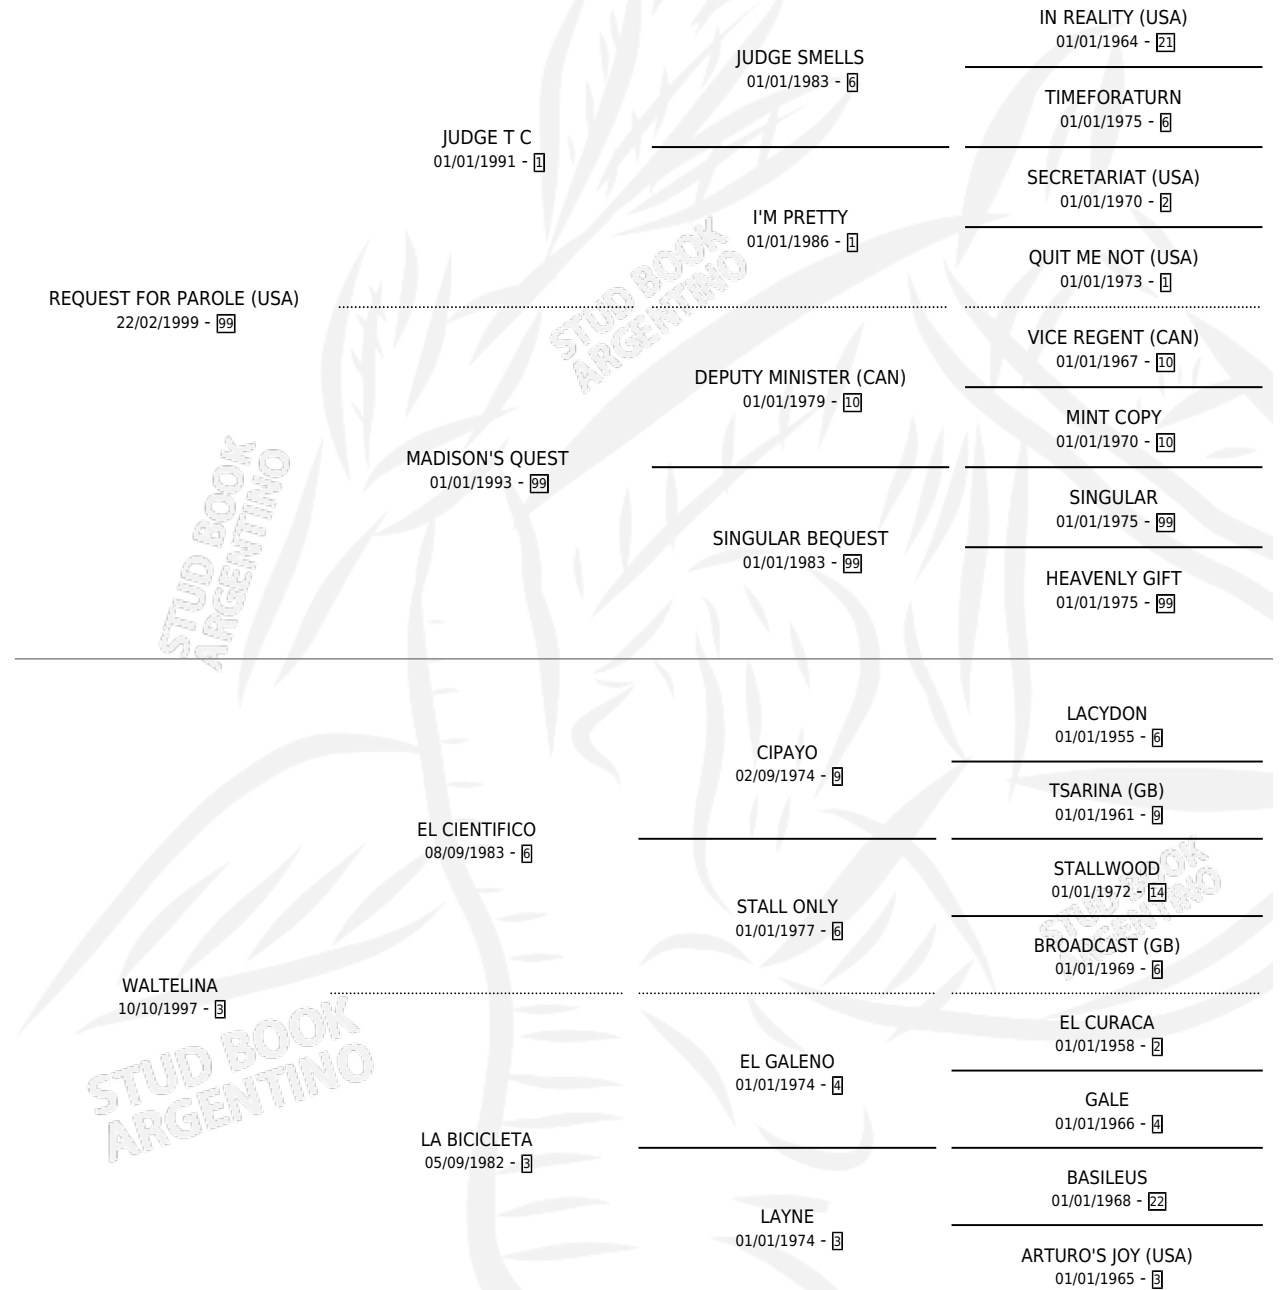 IN REALITY (USA)
01/01/1964 - 21
JUDGE SMELLS
01/01/1983 - 6
TIMEFORATURN
01/01/1975 - 6
JUDGE T C
01/01/1991 - 1
SECRETARIAT (USA)
01/01/1970 - 2
I'M PRETTY
01/01/1986 - 1
QUIT ME NOT (USA)
01/01/1973 - 1
REQUEST FOR PAROLE (USA)
22/02/1999 - 99
STUD BOOK
ARGENTINO
VICE REGENT (CAN)
01/01/1967 - 10
DEPUTY MINISTER (CAN)
01/01/1979 - 10
MINT COPY
01/01/1970 - 10
MADISON'S QUEST
01/01/1993 - 99
SINGULAR
01/01/1975 - 99
SINGULAR BEQUEST
01/01/1983 - 99
HEAVENLY GIFT
01/01/1975 - 99
STUD BOOK
ARGENTINO
LACYDON
01/01/1955 - 6
CIPAYO
02/09/1974 - 9
TSARINA (GB)
01/01/1961 - 9
EL CIENTIFICO
08/09/1983 - 6
STALLWOOD
01/01/1972 - 14
STALL ONLY
01/01/1977 - 6
BROADCAST (GB)
01/01/1969 - 6
STUD BOOK
ARGENTINO
WALTELINA
10/10/1997 - 3
EL CURACA
01/01/1958 - 2
EL GALENO
01/01/1974 - 4
GALE
01/01/1966 - 4
STUD BOOK
ARGENTINO
LA BICICLETA
05/09/1982 - 3
BASILEUS
01/01/1968 - 22
LAYNE
01/01/1974 - 3
ARTURO'S JOY (USA)
01/01/1965 - 3